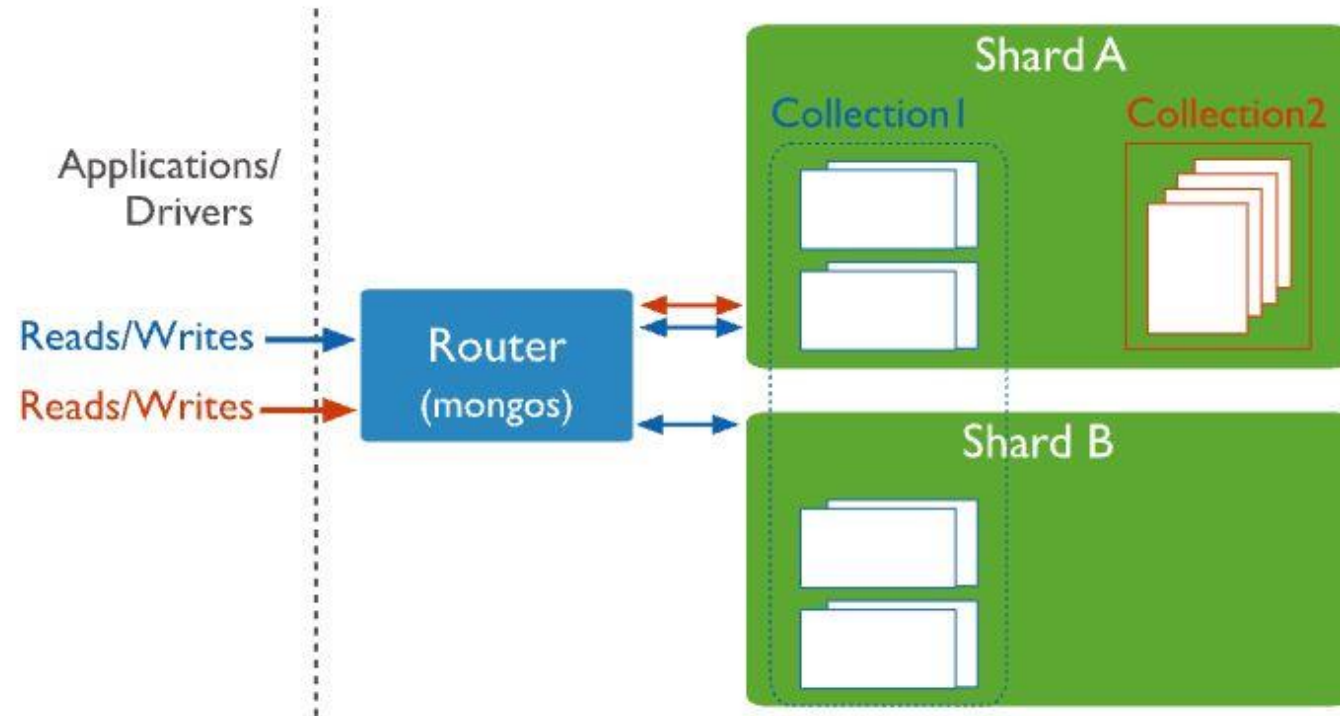 Applications/
Drivers
Reads/Writes
Reads/Writes
Router
(mongos)
Shard A
Collection1
Collection2
Shard B